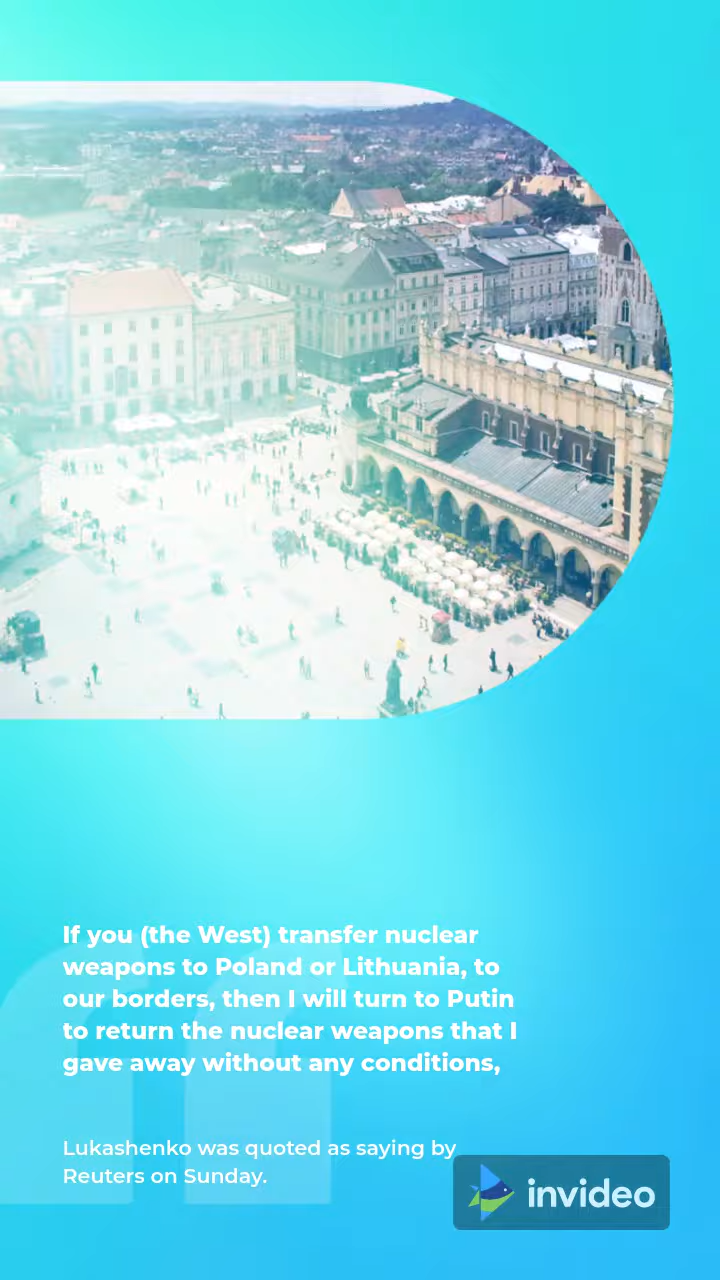 If you (the West) transfer nuclear
weapons to Poland or Lithuania, to
our borders, then I will turn to Putin
to return the nuclear weapons that I
gave away without any conditions,
Lukashenko was quoted as saying by
Reuters on Sunday.
invideo